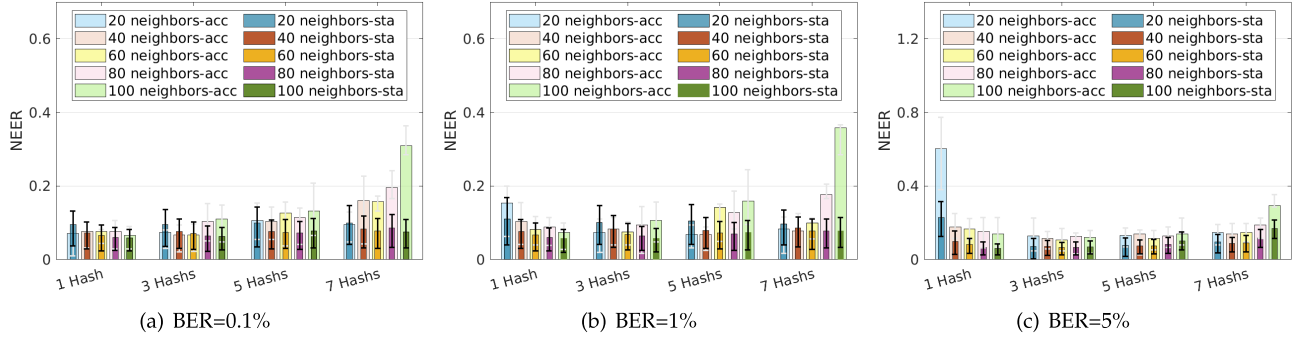 0.6
0.4
0.2
0
NEER
20 neighbors-acc 20 neighbors-sta
40 neighbors-acc 40 neighbors-sta
60 neighbors-acc 60 neighbors-sta
80 neighbors-acc 80 neighbors-sta
100 neighbors-acc 100 neighbors-sta
1 Hash 3 Hashs 5 Hashs 7 Hashs
(a) BER=0.1%
0.6
0.4
0.2
0
NEER
20 neighbors-acc 20 neighbors-sta
40 neighbors-acc 40 neighbors-sta
60 neighbors-acc 60 neighbors-sta
80 neighbors-acc 80 neighbors-sta
100 neighbors-acc 100 neighbors-sta
1 Hash 3 Hashs 5 Hashs 7 Hashs
(b) BER=1%
1.2
0.8
0.4
0
NEER
20 neighbors-acc 20 neighbors-sta
40 neighbors-acc 40 neighbors-sta
60 neighbors-acc 60 neighbors-sta
80 neighbors-acc 80 neighbors-sta
100 neighbors-acc 100 neighbors-sta
1 Hash 3 Hashs 5 Hashs 7 Hashs
(c) BER=5%